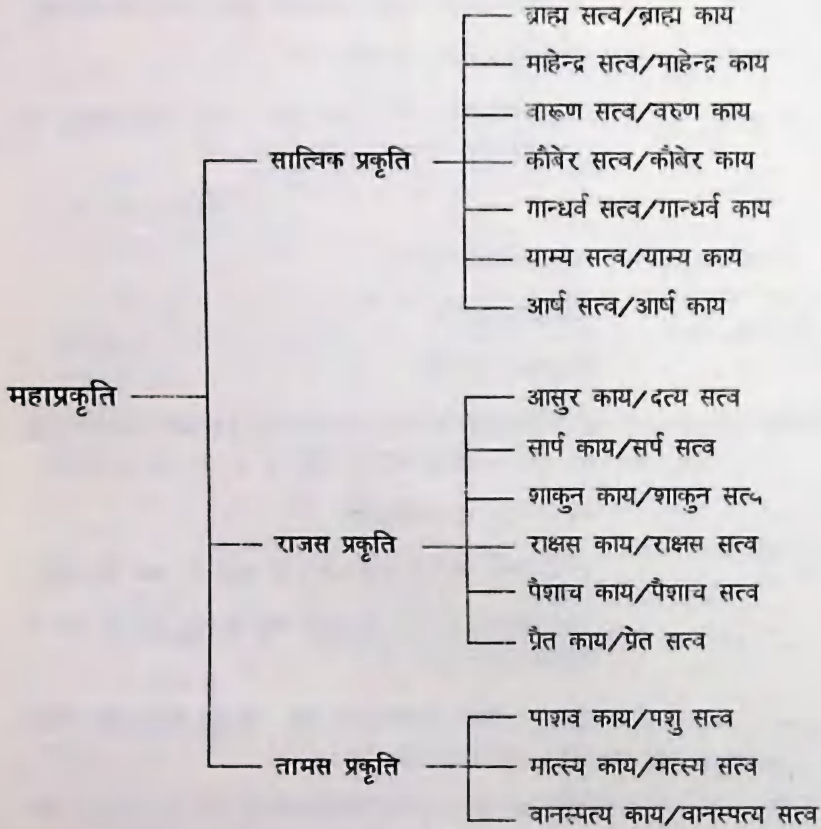 ब्राह्म सत्व/ब्राह्म काय
माहेन्द्र सत्व/माहेन्द्र काय
वारूण सत्व/वरुण काय
सात्विक प्रकृति
कौबेर सत्व/कौबेर काय
गान्धर्व सत्व/गान्धर्व काय
याम्य सत्व/याम्य काय
आर्ष सत्व/आर्ष काय
महाप्रकृति
आसुर काय/दत्य सत्व
सार्प काय/सर्प सत्व
शाकुन काय/शाकुन सत्व
राजस प्रकृति
राक्षस काय/राक्षस सत्व
पैशाच काय/पैशाच सत्व
प्रैत काय/प्रेत सत्व
पाशव काय/पशु सत्व
तामस प्रकृति
मात्स्य काय/मत्स्य सत्व
वानस्पत्य काय/वानस्पत्य सत्व